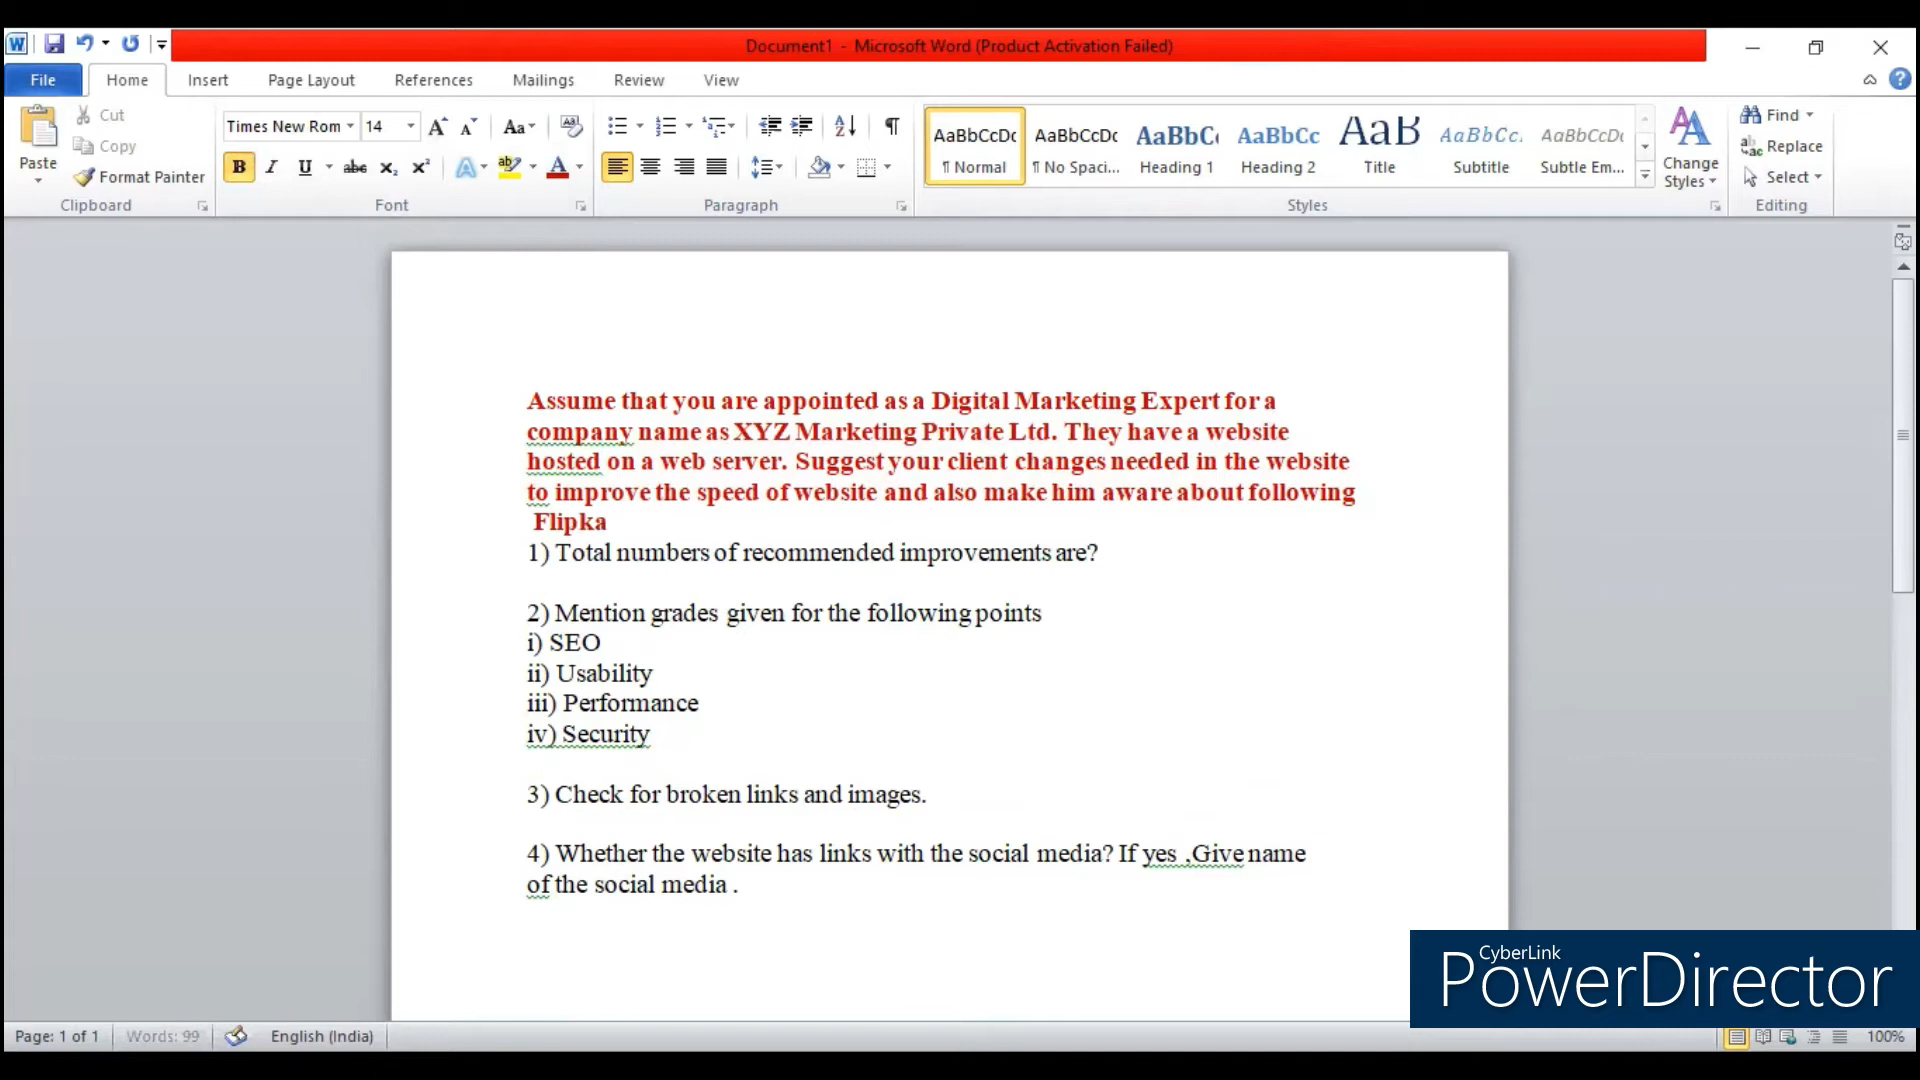 Document1 - Microsoft Word (Product Activation Failed)
File Home Insert Page Layout References Mailings Review View
Paste
Cut
Copy
Format Painter
Clipboard
Times New Rom 14
Font
Paragraph
AaBbCcDc AaBbCcDc AaBbC( AaBbCc AaB AaBbCc. AaBbCcDc
¶ Normal ¶ No Spaci... Heading 1 Heading 2 Title Subtitle Subtle Em...
Styles
Change
Styles
Find
Replace
Select
Editing
Assume that you are appointed as a Digital Marketing Expert for a
company name as XYZ Marketing Private Ltd. They have a website
hosted on a web server. Suggest your client changes needed in the website
to improve the speed of website and also make him aware about following
Flipka
1) Total numbers of recommended improvements are?
2) Mention grades given for the following points
i) SEO
ii) Usability
iii) Performance
iv) Security
3) Check for broken links and images.
4) Whether the website has links with the social media? If yes ,Give name
of the social media .
CyberLink
PowerDirector
Page: 1 of 1 Words: 99 English (India) 100%